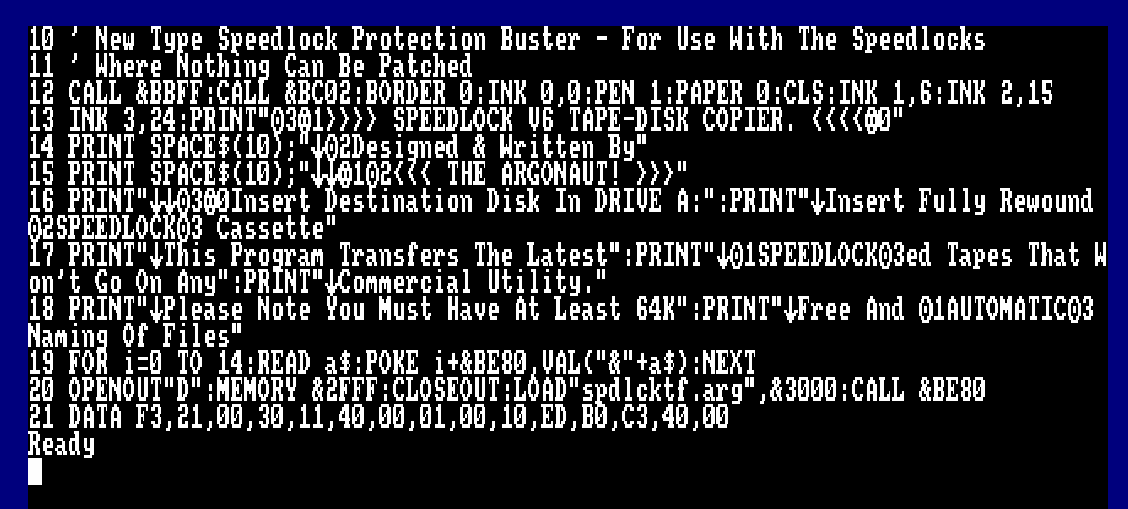 10 ' New Type Speedlock Protection Buster - For Use With The Speedlocks
11 ' Where Nothing Can Be Patched
12 CALL &BBFF:CALL &BC02:BORDER 0:INK 0,0:PEN 1:PAPER 0:CLS:INK 1,6:INK 2,15
13 INK 3,24:PRINT"@3@1>>>> SPEEDLOCK V6 TAPE-DISK COPIER. <<<<@0"
14 PRINT SPACE$(10);"↓@2Designed & Written By"
15 PRINT SPACE$(10);"↓↓@1@2<<< THE ARGONAUT! >>>"
16 PRINT"↓↓@3@0Insert Destination Disk In DRIVE A:":PRINT"↓Insert Fully Rewound
@2SPEEDLOCK@3 Cassette"
17 PRINT"↓This Program Transfers The Latest":PRINT"↓@1SPEEDLOCK@3ed Tapes That W
on't Go On Any":PRINT"↓Commercial Utility."
18 PRINT"↓Please Note You Must Have At Least 64K":PRINT"↓Free And @1AUTOMATIC@3
Naming Of Files"
19 FOR i=0 TO 14:READ a$:POKE i+&BE80,VAL("&"+a$):NEXT
20 OPENOUT"D":MEMORY &2FFF:CLOSEOUT:LOAD"spdlcktf.arg",&3000:CALL &BE80
21 DATA F3,21,00,30,11,40,00,01,00,10,ED,B0,C3,40,00
Ready